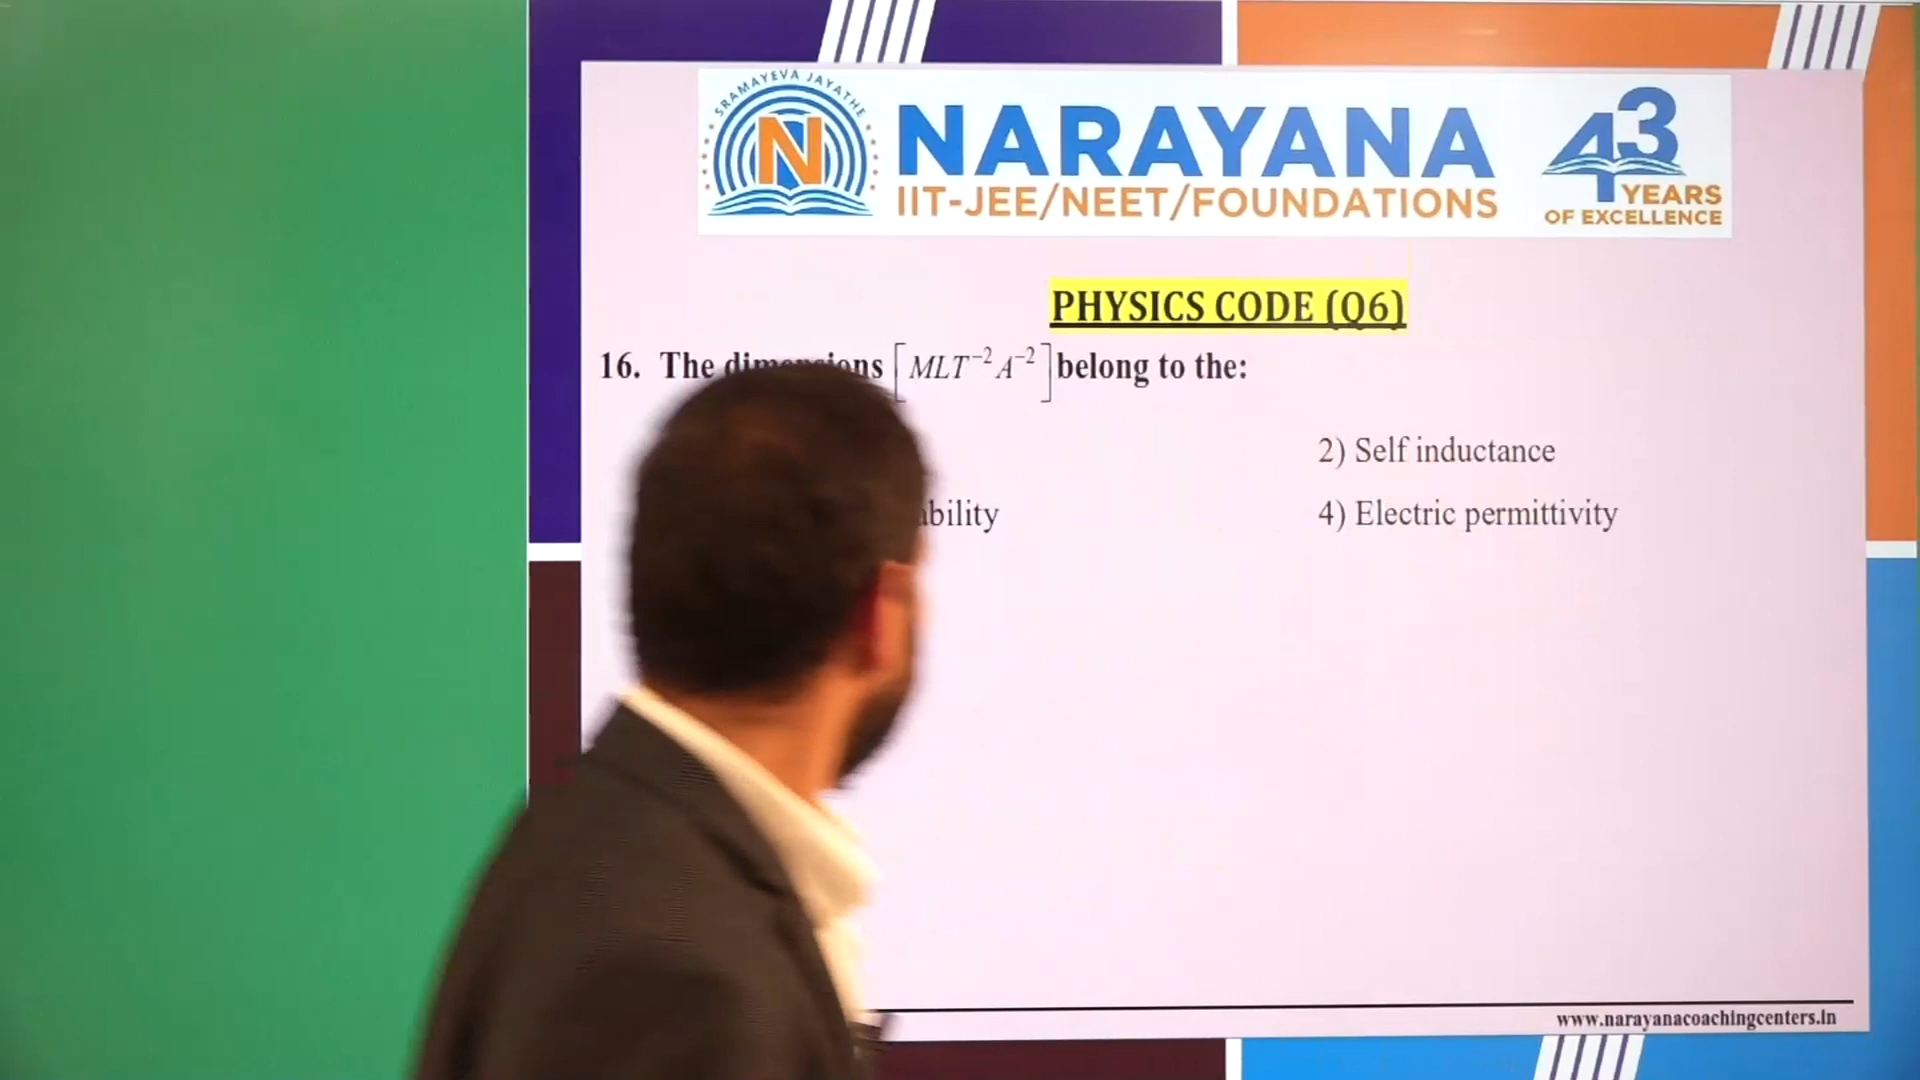 SRAMAYEVA JAYATHE
N
NARAYANA
IIT-JEE/NEET/FOUNDATIONS
43
YEARS
OF EXCELLENCE
PHYSICS CODE (Q6)
16. The dimensions [MLT⁻²A⁻²] belong to the:
2) Self inductance
4) Electric permittivity
www.narayanacoachingcenters.in